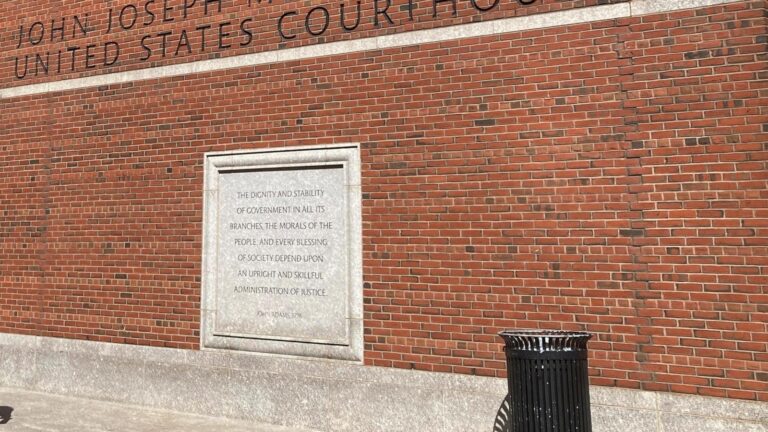 JOHN JOSEPH
UNITED STATES COURTHOUSE
THE DIGNITY AND STABILITY
OF GOVERNMENT IN ALL ITS
BRANCHES, THE MORALS OF THE
PEOPLE, AND EVERY BLESSING
OF SOCIETY, DEPEND UPON
AN UPRIGHT AND SKILLFUL
ADMINISTRATION OF JUSTICE.
JOHN ADAMS, 1776